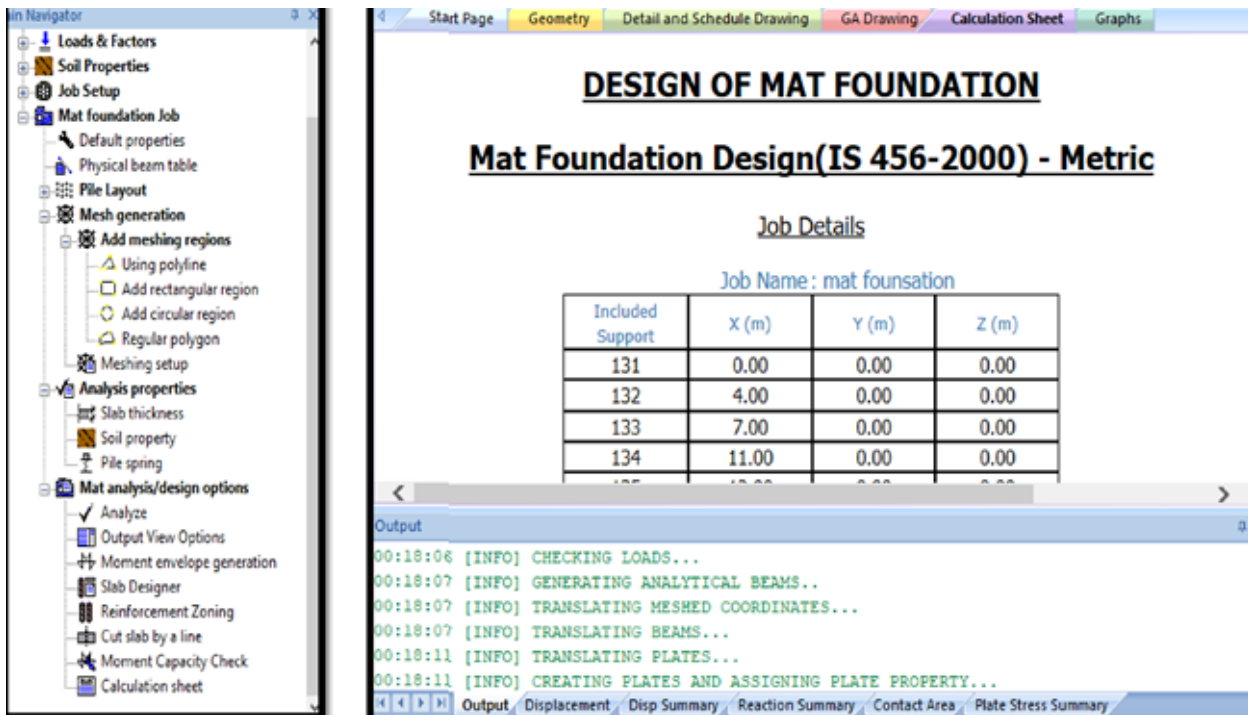 in Navigator
Loads & Factors
Soil Properties
Job Setup
Mat foundation Job
Default properties
Physical beam table
Pile Layout
Mesh generation
Add meshing regions
Using polyline
Add rectangular region
Add circular region
Regular polygon
Meshing setup
Analysis properties
Slab thickness
Soil property
Pile spring
Mat analysis/design options
Analyze
Output View Options
Moment envelope generation
Slab Designer
Reinforcement Zoning
Cut slab by a line
Moment Capacity Check
Calculation sheet
Start Page Geometry Detail and Schedule Drawing GA Drawing Calculation Sheet Graphs
DESIGN OF MAT FOUNDATION
Mat Foundation Design(IS 456-2000) - Metric
Job Details
Job Name : mat founsation
Included Support X (m) Y (m) Z (m)
131 0.00 0.00 0.00
132 4.00 0.00 0.00
133 7.00 0.00 0.00
134 11.00 0.00 0.00
Output
00:18:06 [INFO] CHECKING LOADS...
00:18:07 [INFO] GENERATING ANALYTICAL BEAMS..
00:18:07 [INFO] TRANSLATING MESHED COORDINATES...
00:18:07 [INFO] TRANSLATING BEAMS...
00:18:11 [INFO] TRANSLATING PLATES...
00:18:11 [INFO] CREATING PLATES AND ASSIGNING PLATE PROPERTY...
Output Displacement Disp Summary Reaction Summary Contact Area Plate Stress Summary